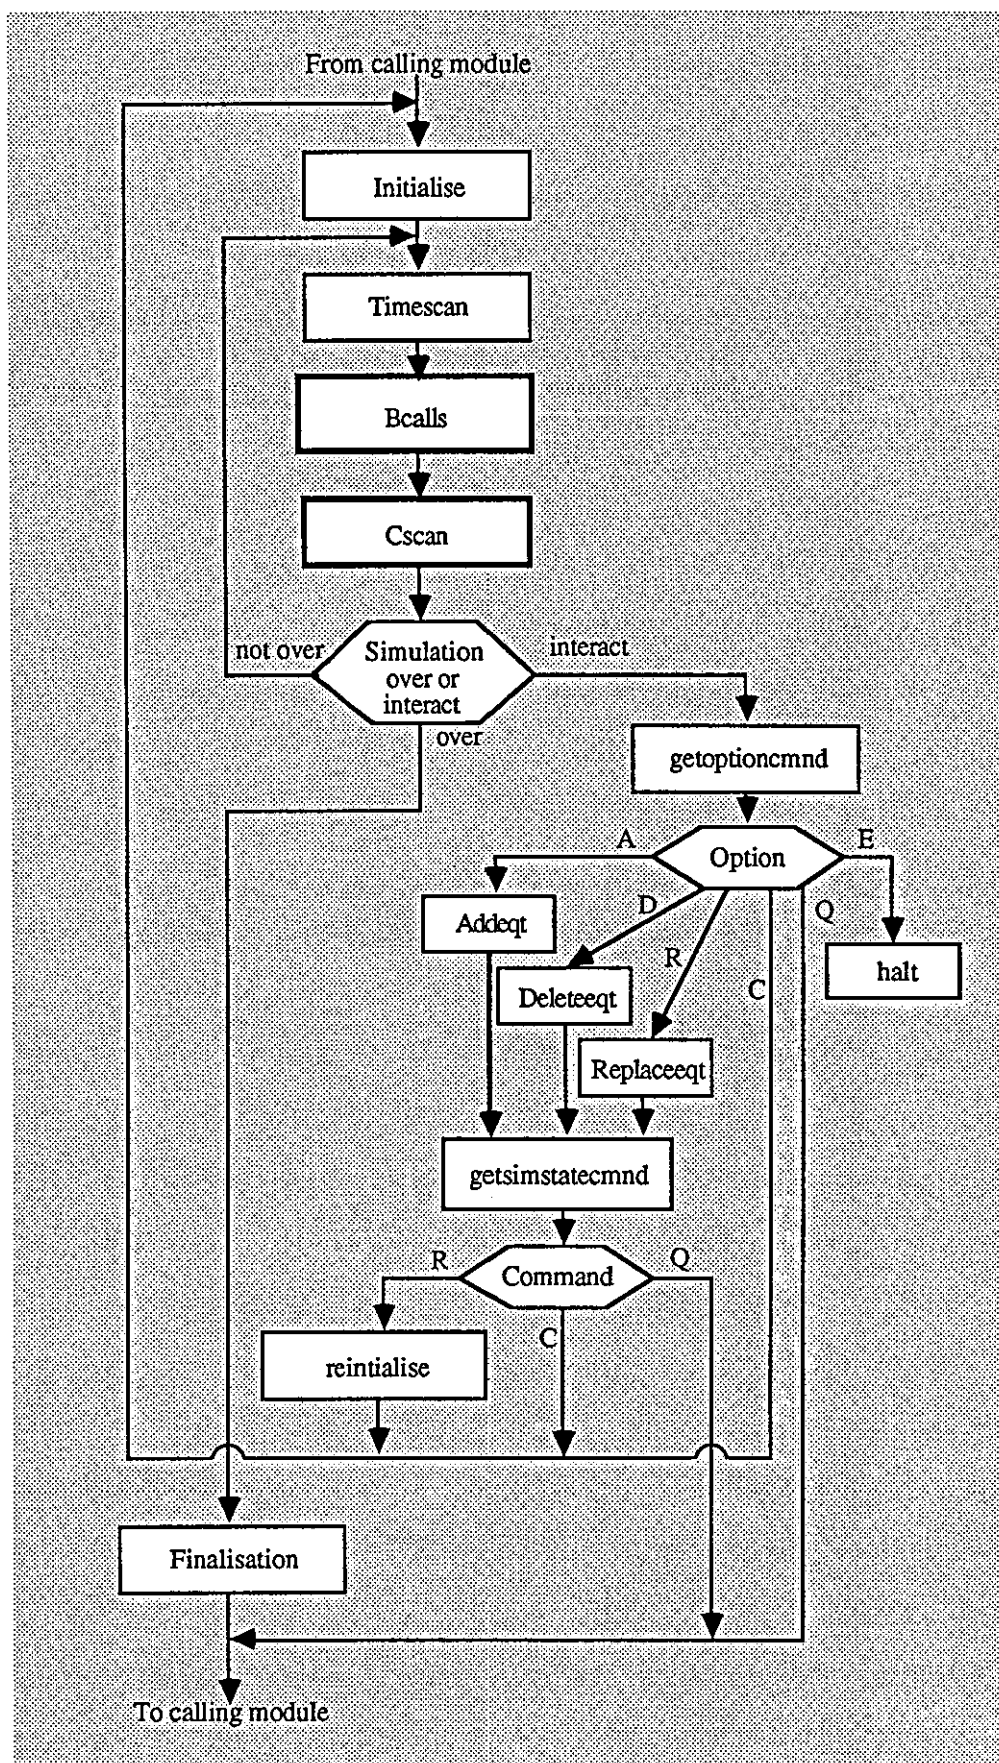 From calling module
Initialise
Timescan
Bcalls
Cscan
not over
Simulation
over or
interact
interact
over
getoptioncmnd
A
Option
E
Addeqt
D
Q
R
halt
Deleteeqt
C
Replaceeqt
getsimstatecmnd
R
Command
Q
reintialise
C
Finalisation
To calling module